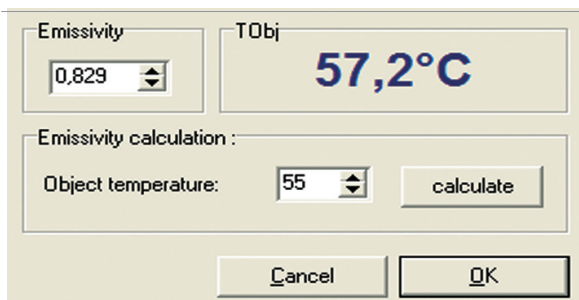 Emissivity
TObj
0,829
57,2°C
Emissivity calculation :
Object temperature: 55 calculate
Cancel OK